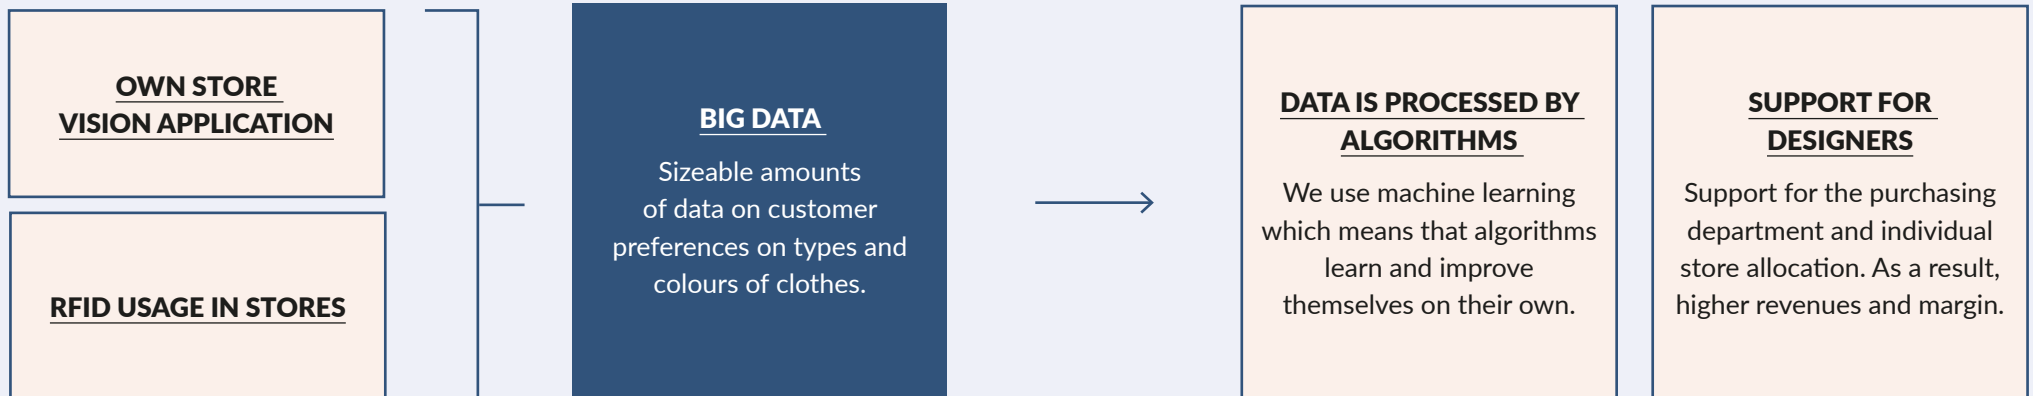 OWN STORE
VISION APPLICATION
RFID USAGE IN STORES
BIG DATA
Sizeable amounts
of data on customer
preferences on types and
colours of clothes.
DATA IS PROCESSED BY
ALGORITHMS
We use machine learning
which means that algorithms
learn and improve
themselves on their own.
SUPPORT FOR
DESIGNERS
Support for the purchasing
department and individual
store allocation. As a result,
higher revenues and margin.